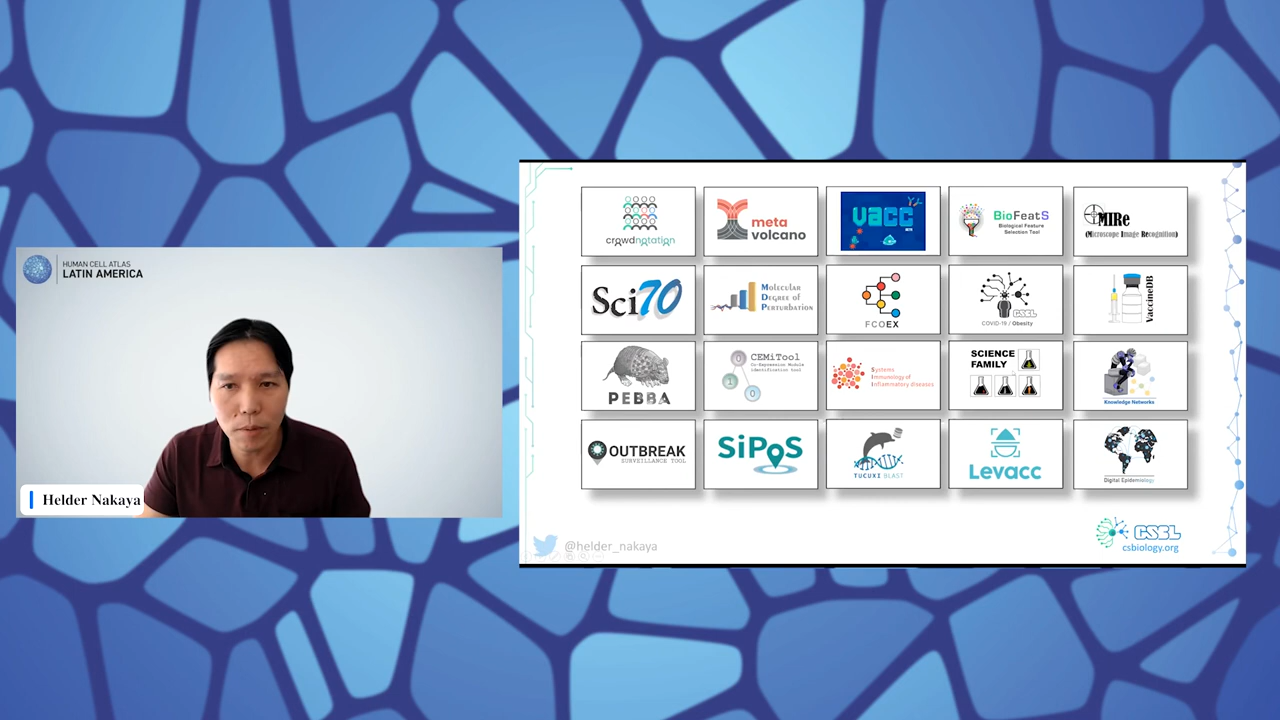 HUMAN CELL ATLAS
LATIN AMERICA
Helder Nakaya
crowdnotation
meta
volcano
vacc
BioFeatS
Biological Feature
Selection Tool
MIRe
(Microscope Image Recognition)
Sci70
Molecular
Degree of
Perturbation
FCOEX
CSEL
COVID-19 / Obesity
VaccineDB
PEBBA
CEMiTool
Co-Expression Module
identification tool
Systems
Immunology of
Inflammatory diseases
SCIENCE
FAMILY
Knowledge Networks
OUTBREAK
SURVEILLANCE TOOL
SiPoS
TUCUXI BLAST
Levacc
Digital Epidemiology
@helder_nakaya
CSBL
csbiology.org